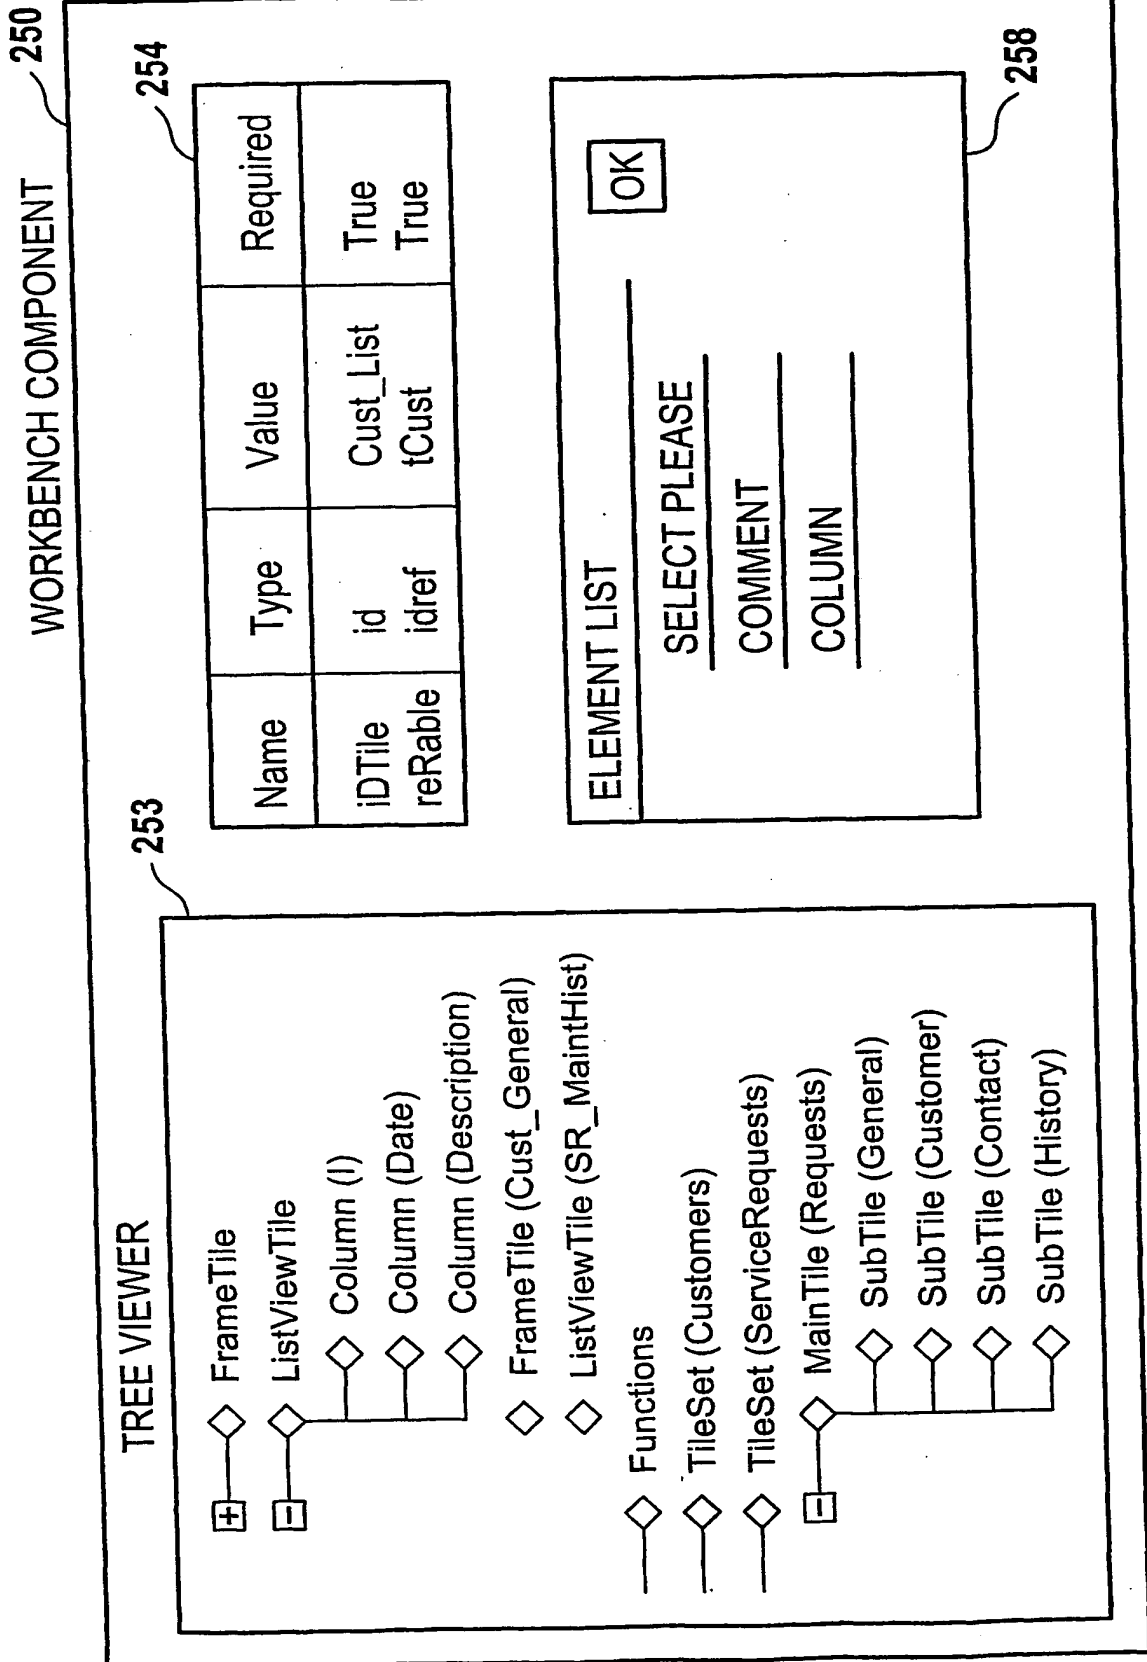 WORKBENCH COMPONENT
250
TREE VIEWER
253
+ FrameTile
- ListViewTile
Column (I)
Column (Date)
Column (Description)
FrameTile (Cust_General)
ListViewTile (SR_MaintHist)
Functions
TileSet (Customers)
TileSet (ServiceRequests)
- MainTile (Requests)
SubTile (General)
SubTile (Customer)
SubTile (Contact)
SubTile (History)
254
Name Type Value Required
iDTile id Cust_List True
reRable idref tCust True
ELEMENT LIST
OK
SELECT PLEASE
COMMENT
COLUMN
258